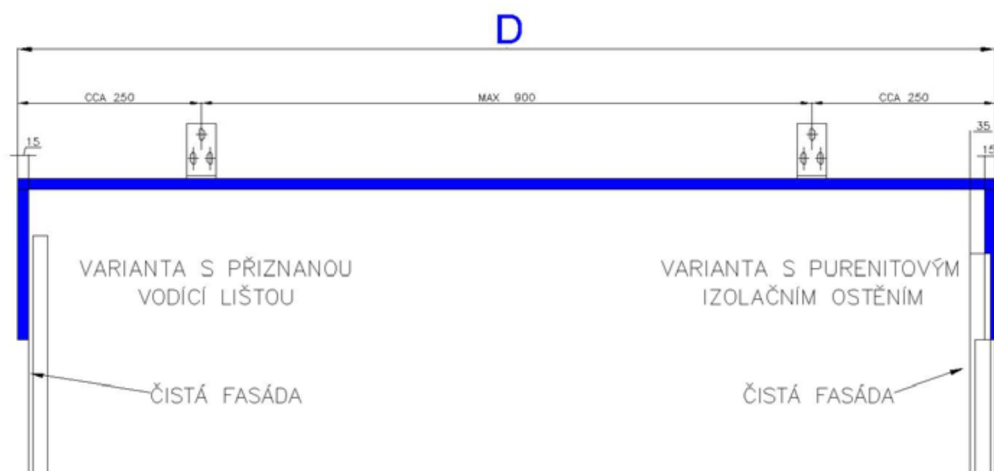 D
CCA 250
MAX 900
CCA 250
15
35
15
VARIANTA S PŘIZNANOU
VODÍCÍ LIŠTOU
VARIANTA S PURENITOVÝM
IZOLAČNÍM OSTĚNÍM
ČISTÁ FASÁDA
ČISTÁ FASÁDA